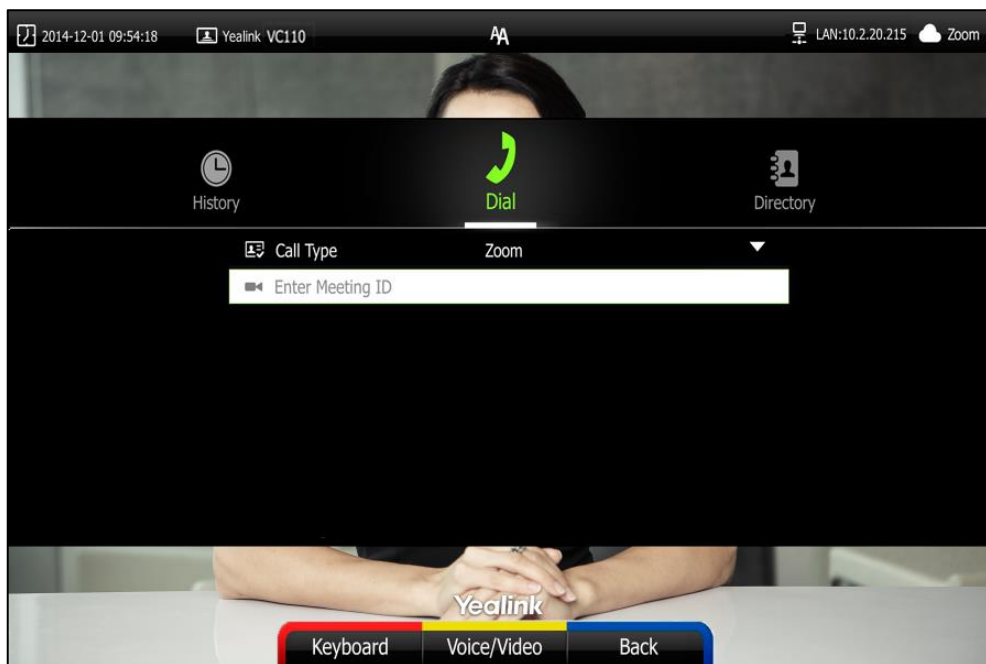 2014-12-01 09:54:18 Yealink VC110 AA LAN:10.2.20.215 Zoom
History Dial Directory
Call Type Zoom
Enter Meeting ID
Yealink
Keyboard Voice/Video Back